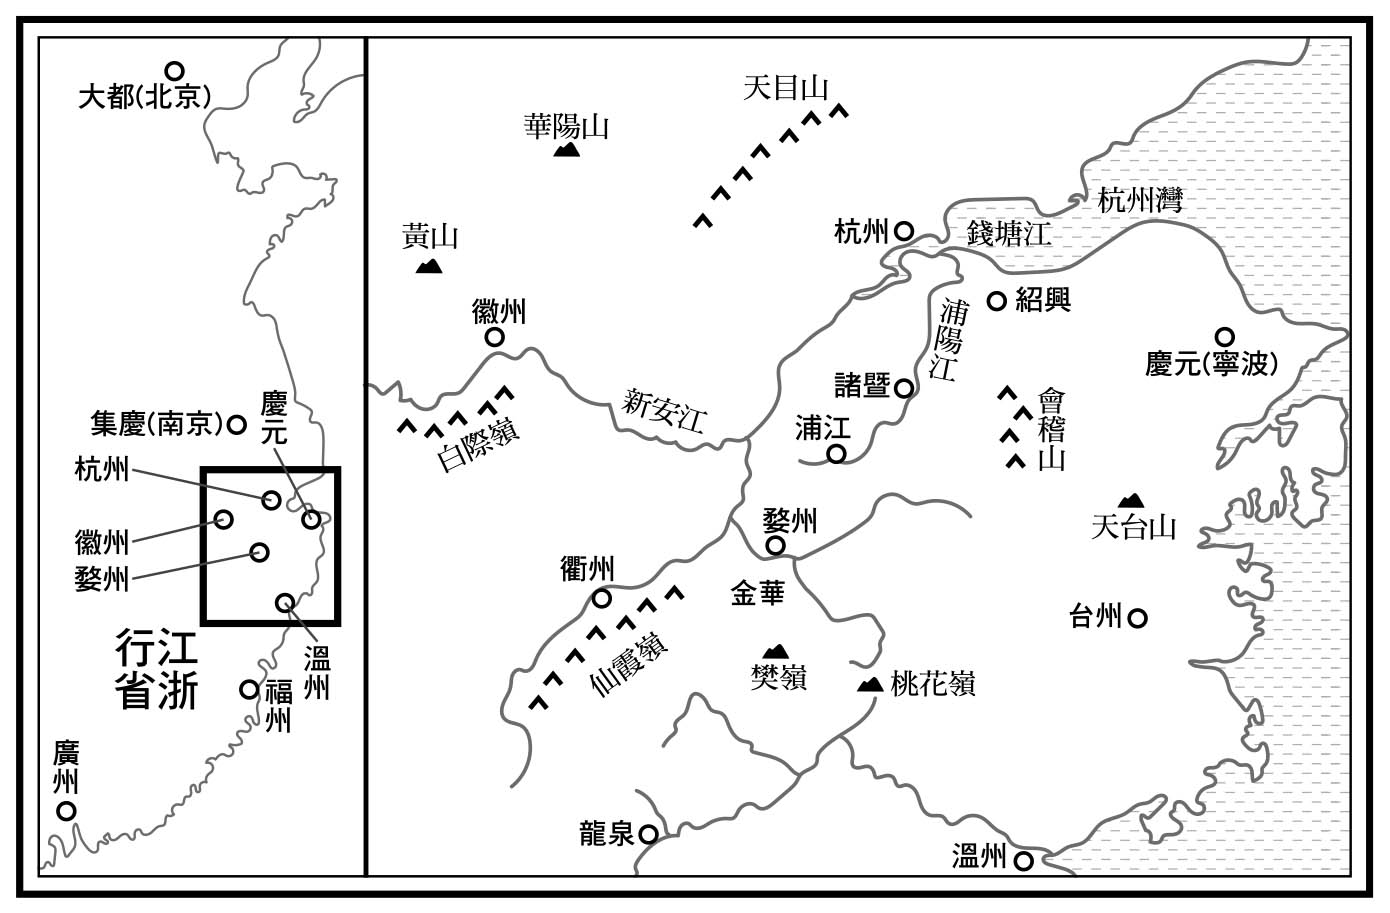 大都(北京)
集慶(南京)
慶元
杭州
徽州
婺州
江浙
行省
溫州
福州
廣州
天目山
華陽山
黃山
徽州
杭州
錢塘江
杭州灣
紹興
浦陽江
慶元(寧波)
諸暨
浦江
會稽山
新安江
白際嶺
天台山
婺州
金華
衢州
仙霞嶺
台州
樊嶺
桃花嶺
龍泉
溫州